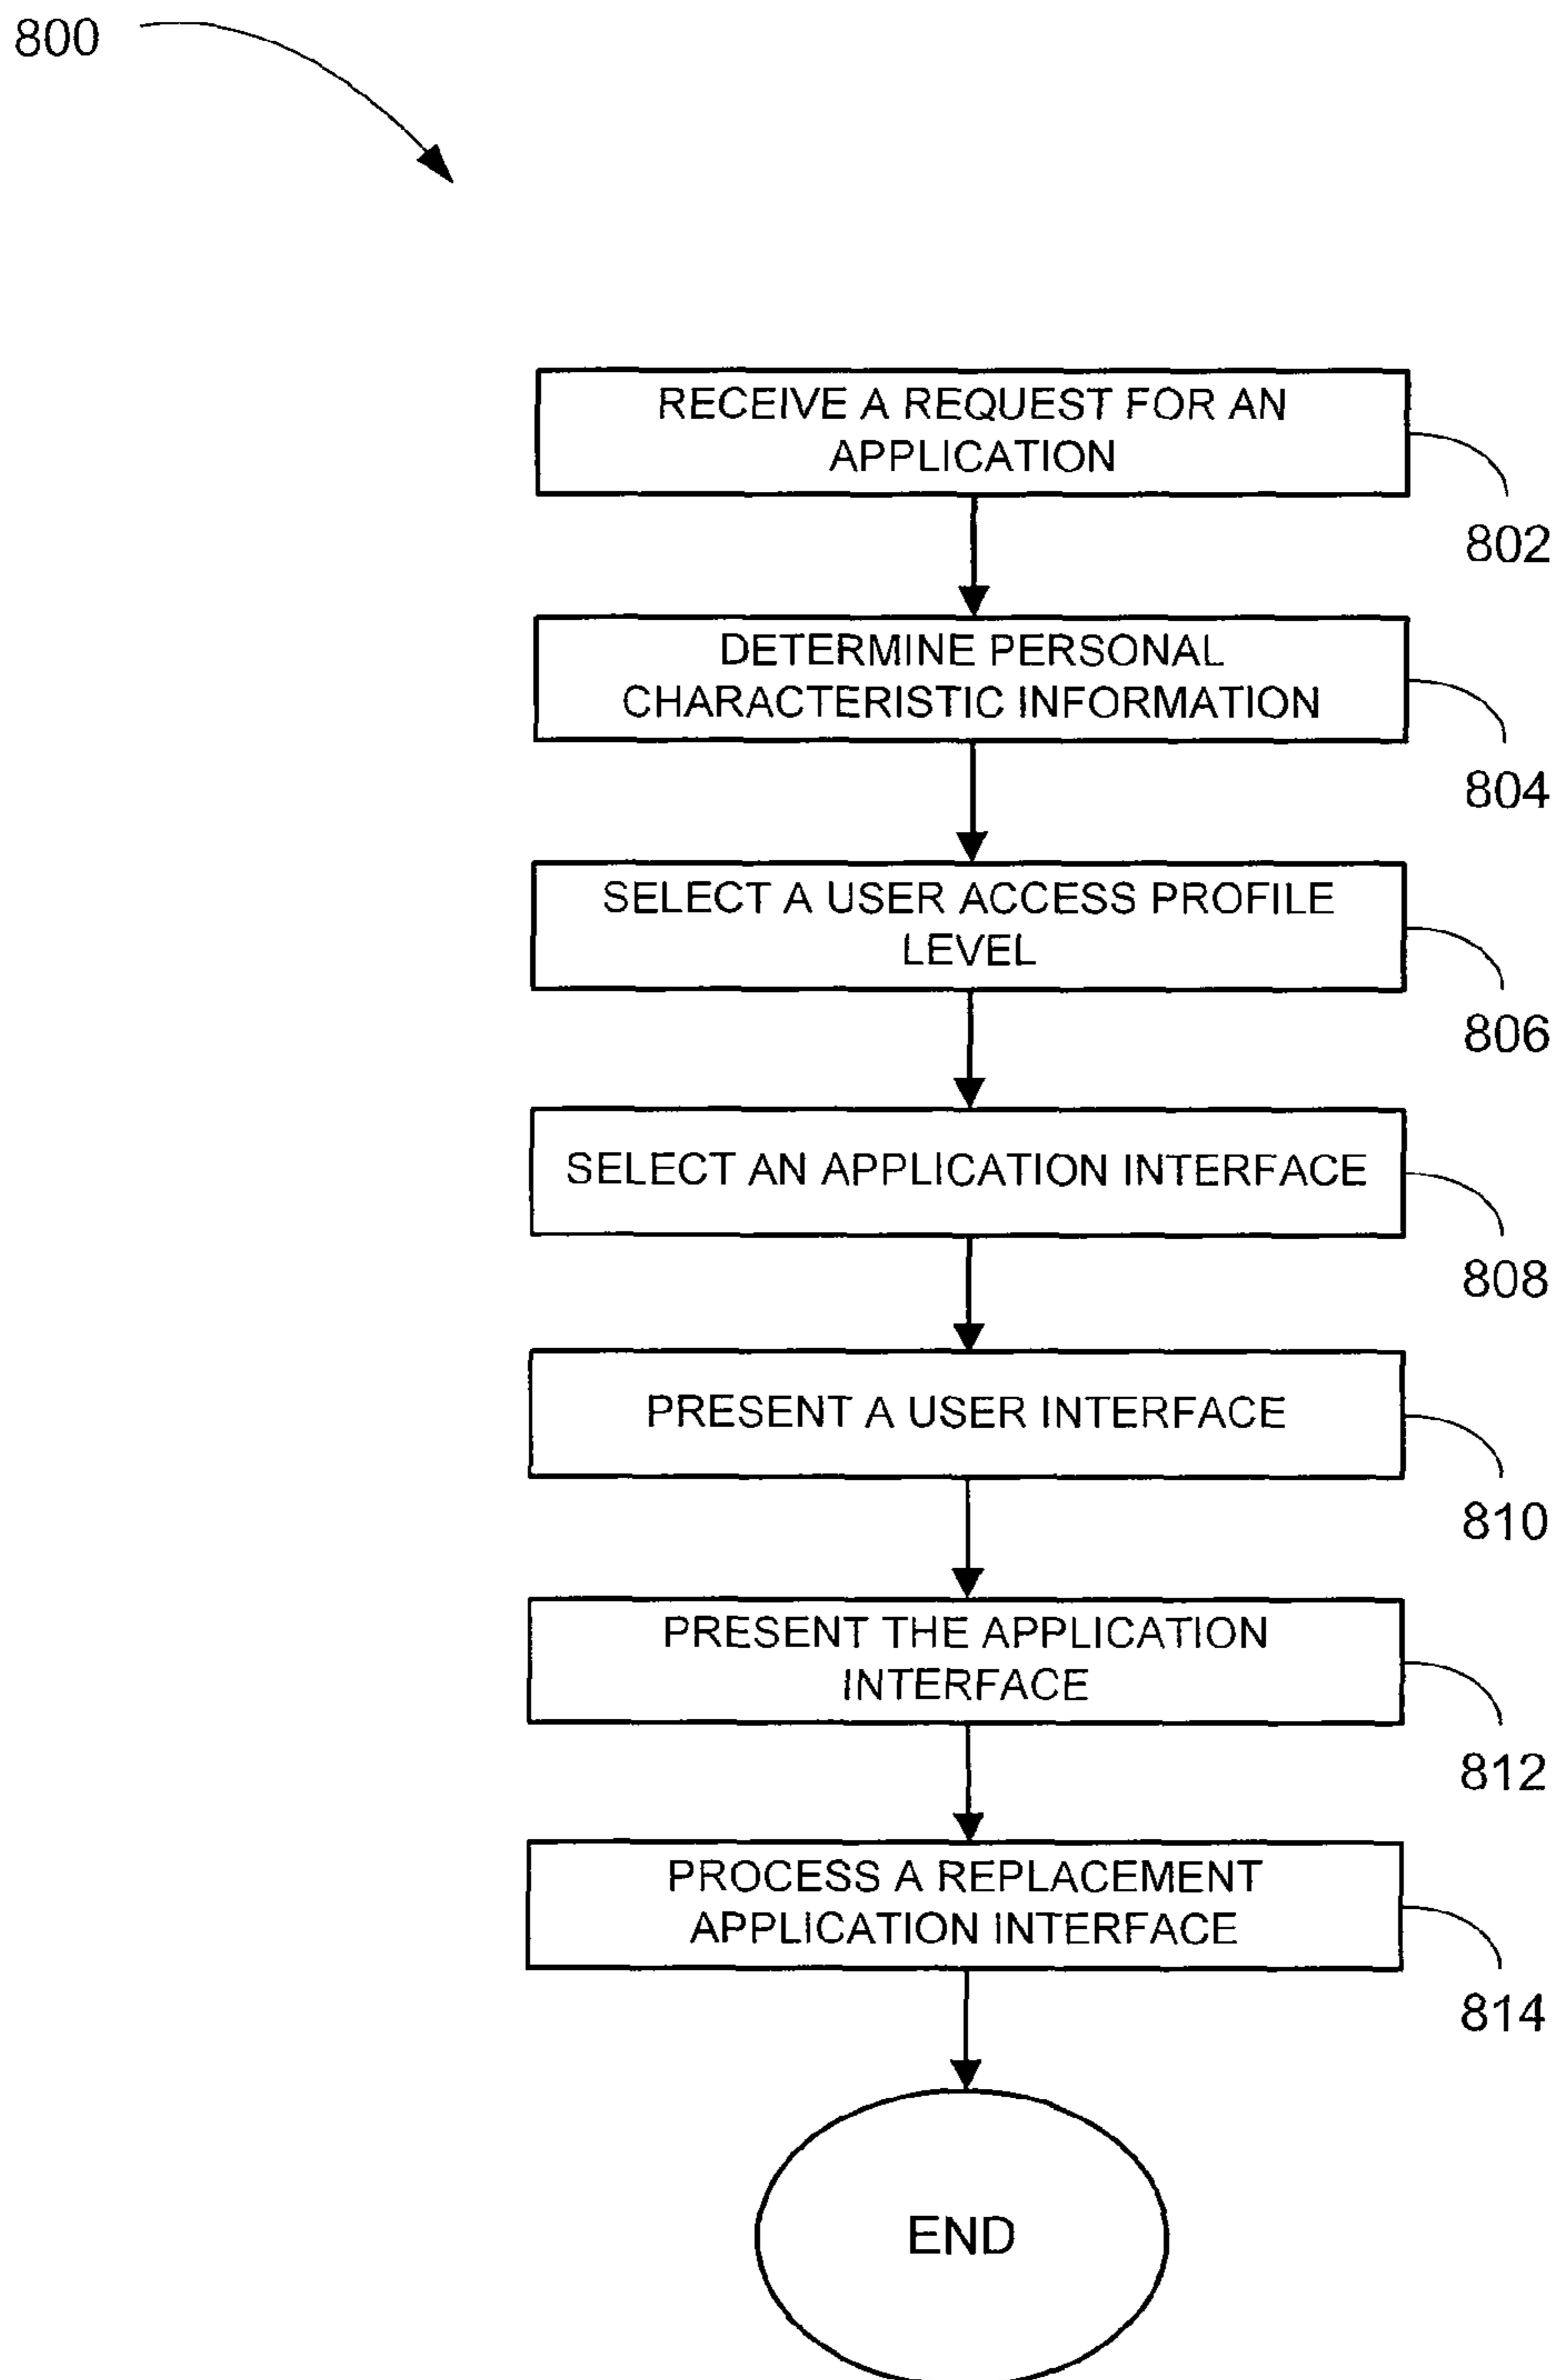 800
RECEIVE A REQUEST FOR AN
APPLICATION
802
DETERMINE PERSONAL
CHARACTERISTIC INFORMATION
804
SELECT A USER ACCESS PROFILE
LEVEL
806
SELECT AN APPLICATION INTERFACE
808
PRESENT A USER INTERFACE
810
PRESENT THE APPLICATION
INTERFACE
812
PROCESS A REPLACEMENT
APPLICATION INTERFACE
814
END